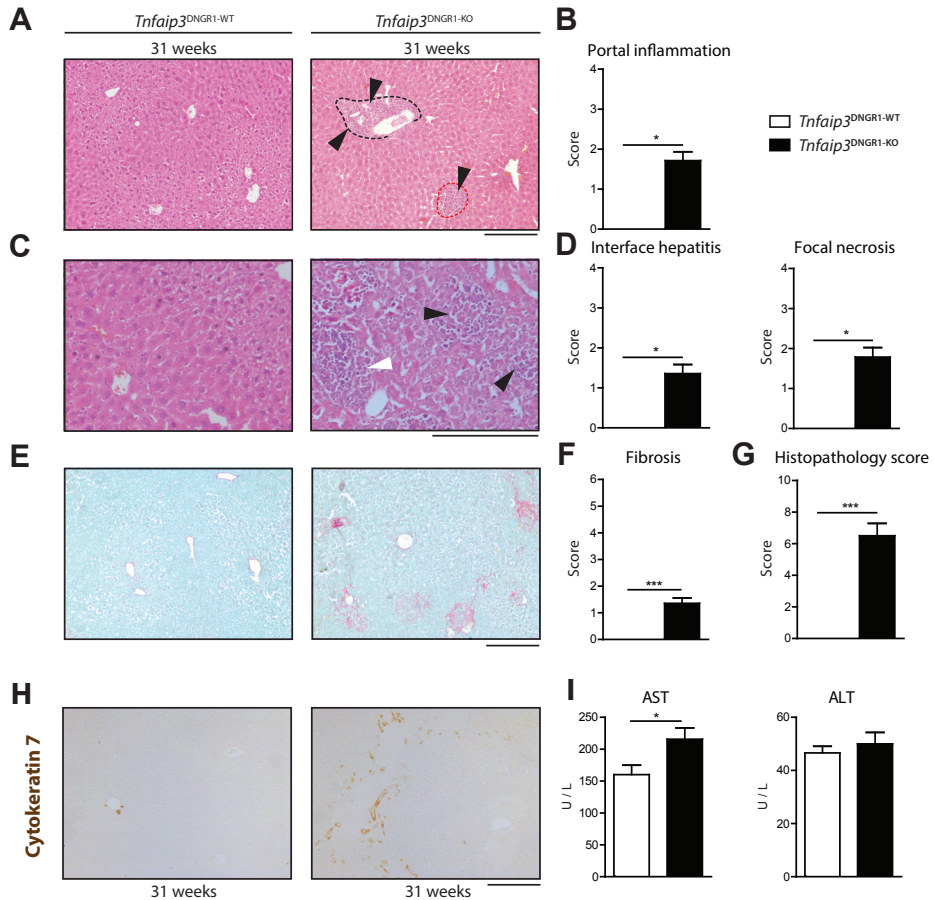 A
Tnfaip3DNGR1-WT
31 weeks
Tnfaip3DNGR1-KO
31 weeks
B
Portal inflammation
4
3
2
1
0
Score
*
Tnfaip3DNGR1-WT
Tnfaip3DNGR1-KO
C
D
Interface hepatitis
4
3
2
1
0
Score
*
Focal necrosis
4
3
2
1
0
Score
*
E
F
Fibrosis
6
5
4
3
2
1
0
Score
***
G
Histopathology score
10
8
6
4
2
0
Score
***
H
Cytokeratin 7
31 weeks
31 weeks
I
AST
250
200
150
100
50
0
U / L
*
ALT
60
40
20
0
U / L